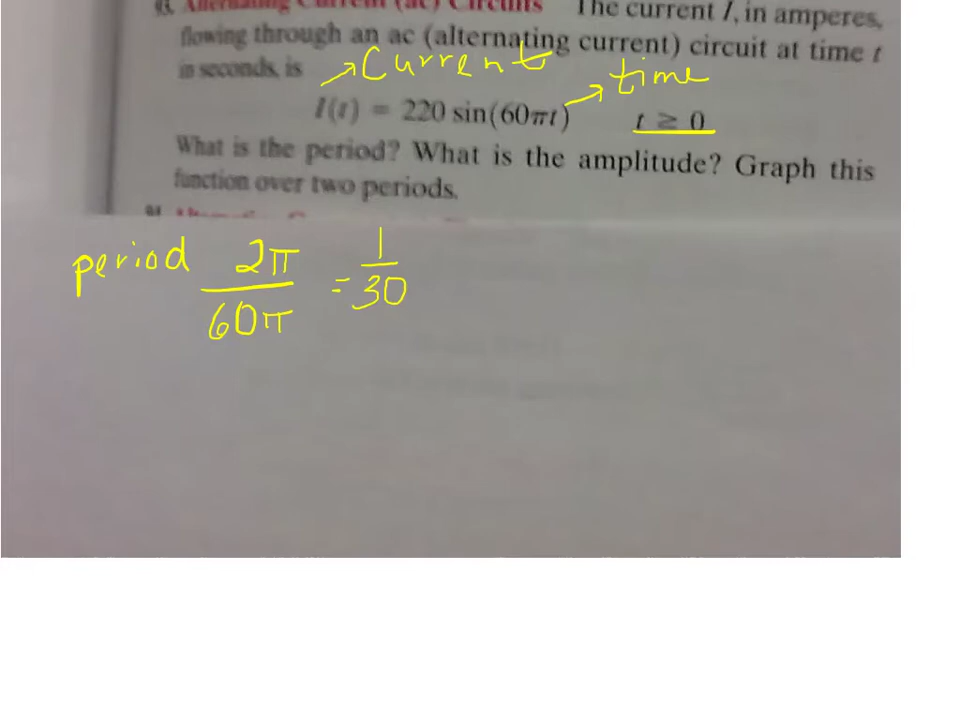 Alternating Current (ac) Circuits The current I, in amperes,
flowing through an ac (alternating current) circuit at time t
in seconds, is
Current
time
I(t) = 220 sin(60πt) t ≥ 0
What is the period? What is the amplitude? Graph this
function over two periods.
period 2π/60π = 1/30